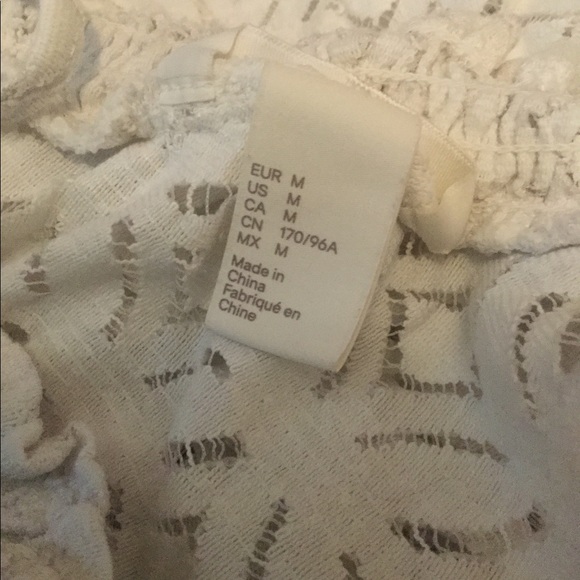 EUR M
US M
CA M
CN 170/96A
MX M
Made in
China
Fabriqué en
Chine